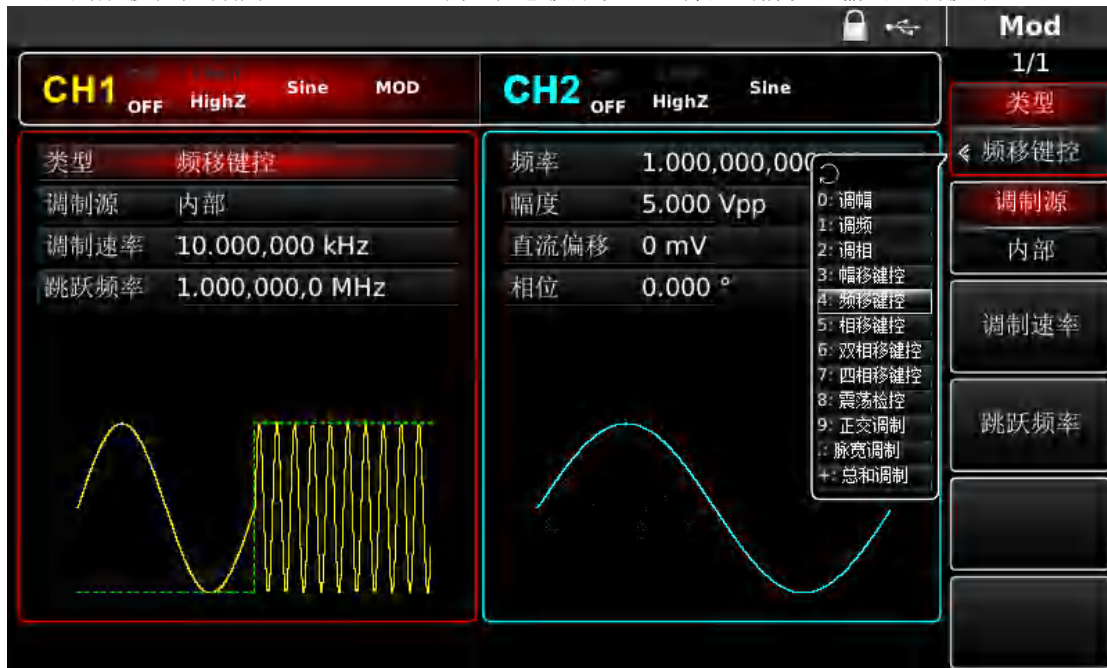 Mod
1/1
CH1 OFF HighZ Sine MOD
CH2 OFF HighZ Sine
类型
频移键控
类型 频移键控
调制源 内部
调制速率 10.000,000 kHz
跳跃频率 1.000,000,0 MHz
频率 1.000,000,000
幅度 5.000 Vpp
直流偏移 0 mV
相位 0.000 °
0: 调幅
1: 调频
2: 调相
3: 幅移键控
4: 频移键控
5: 相移键控
6: 双相移键控
7: 四相移键控
8: 震荡检控
9: 正交调制
.: 脉宽调制
+: 总和调制
调制源
内部
调制速率
跳跃频率